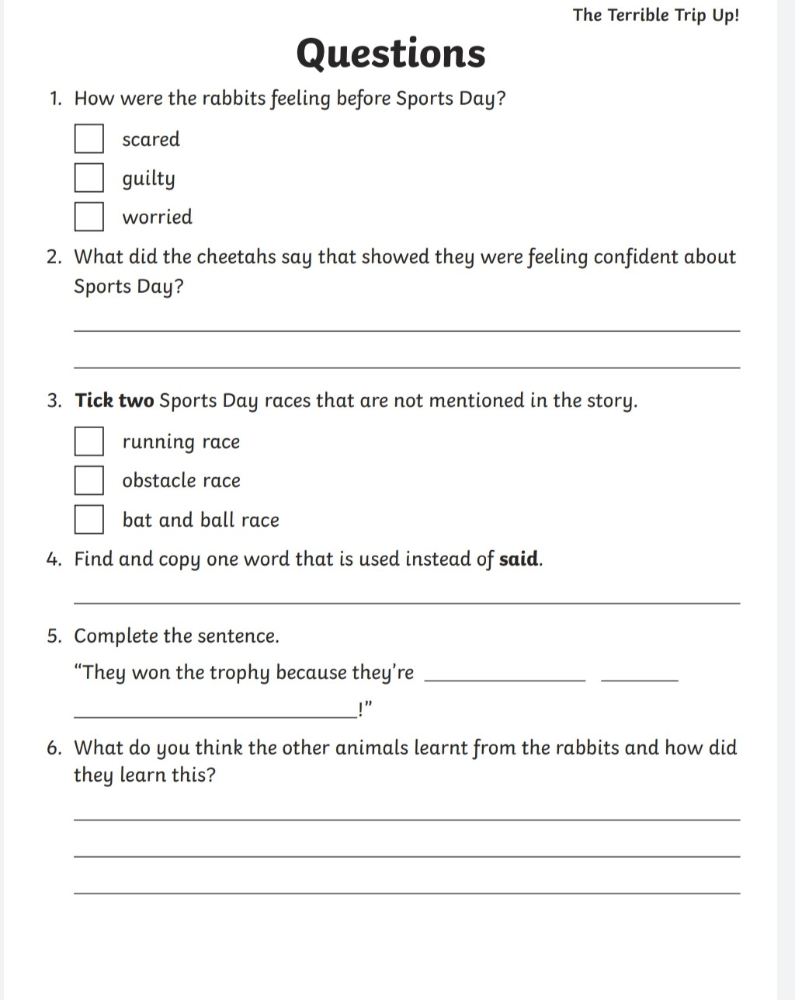 The Terrible Trip Up!
Questions
1. How were the rabbits feeling before Sports Day?
scared
guilty
worried
2. What did the cheetahs say that showed they were feeling confident about
Sports Day?
3. Tick two Sports Day races that are not mentioned in the story.
running race
obstacle race
bat and ball race
4. Find and copy one word that is used instead of said.
5. Complete the sentence.
“They won the trophy because they’re
!”
6. What do you think the other animals learnt from the rabbits and how did
they learn this?